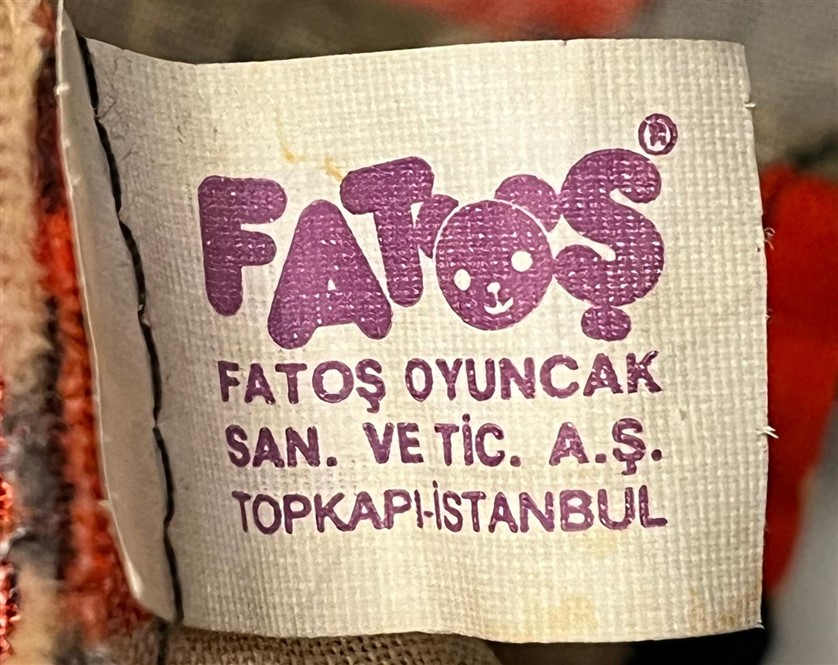 FATOŞ®
FATOŞ OYUNCAK
SAN. VE TİC. A.Ş.
TOPKAPI-İSTANBUL